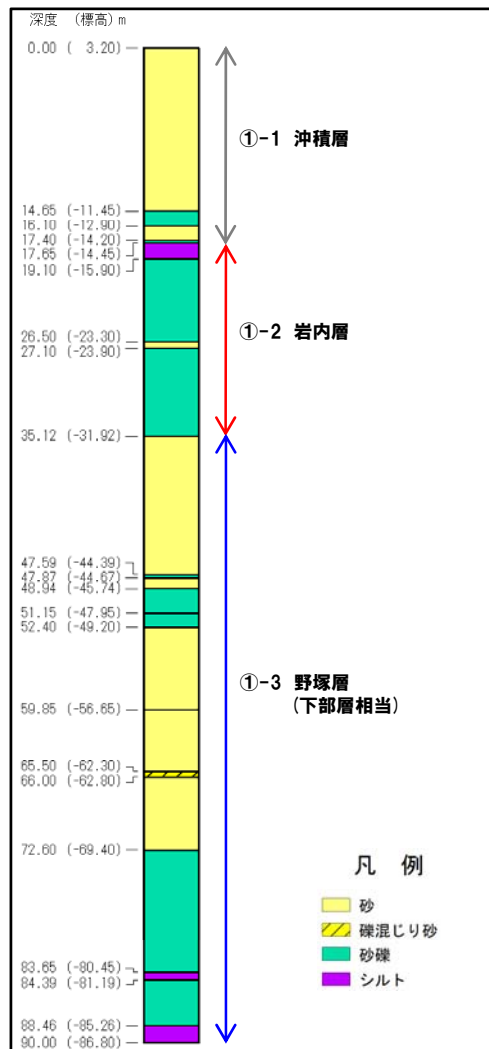 深度 (標高) m
0.00 ( 3.20)
①-1 沖積層
14.65 (-11.45)
16.10 (-12.90)
17.40 (-14.20)
17.65 (-14.45)
19.10 (-15.90)
26.50 (-23.30)
①-2 岩内層
27.10 (-23.90)
35.12 (-31.92)
47.59 (-44.39)
47.87 (-44.67)
48.94 (-45.74)
51.15 (-47.95)
52.40 (-49.20)
①-3 野塚層
(下部層相当)
59.85 (-56.65)
65.50 (-62.30)
66.00 (-62.80)
72.60 (-69.40)
凡 例
砂
礫混じり砂
砂礫
シルト
83.65 (-80.45)
84.39 (-81.19)
88.46 (-85.26)
90.00 (-86.80)